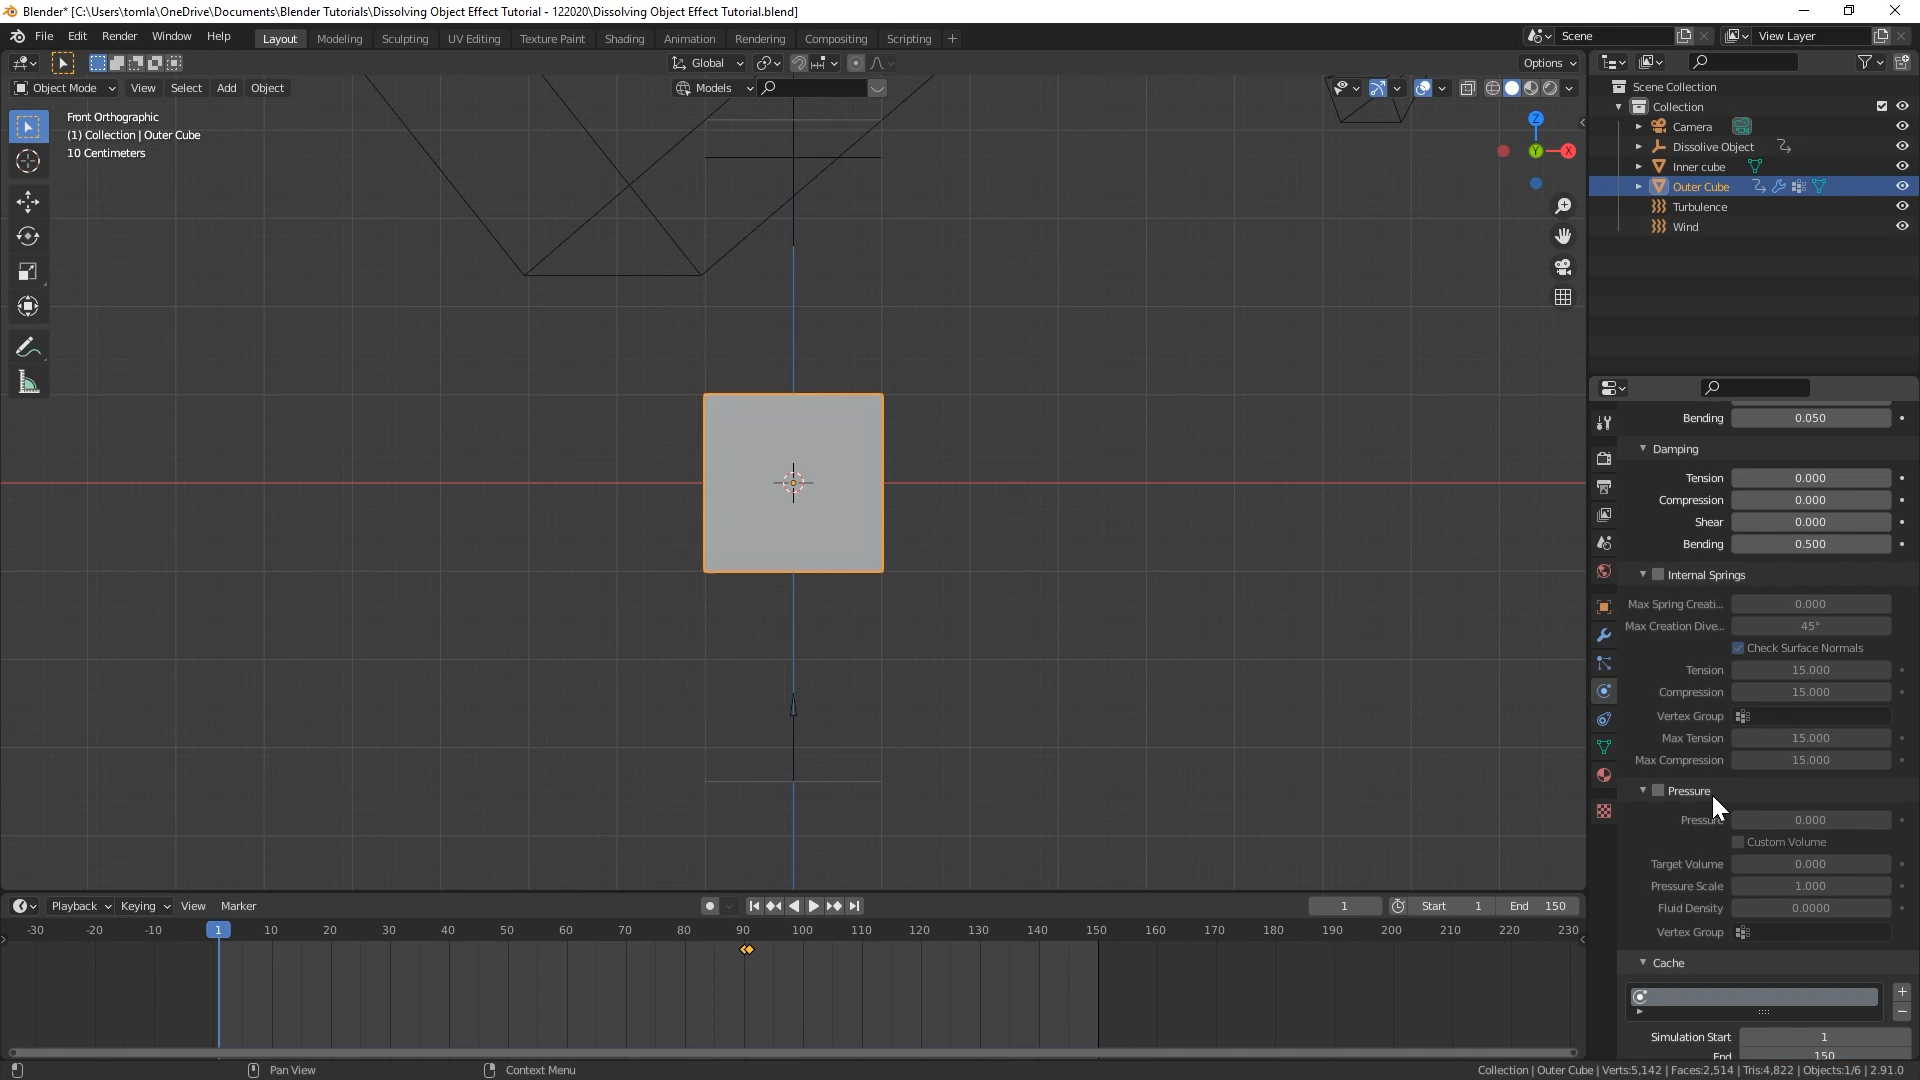 Blender* [C:\Users\tomla\OneDrive\Documents\Blender Tutorials\Dissolving Object Effect Tutorial - 122020\Dissolving Object Effect Tutorial.blend]
File Edit Render Window Help Layout Modeling Sculpting UV Editing Texture Paint Shading Animation Rendering Compositing Scripting + Scene View Layer
Global Options
Object Mode View Select Add Object Models
Front Orthographic
(1) Collection | Outer Cube
10 Centimeters
Z
Y X
Scene Collection
Collection
Camera
Dissolive Object
Inner cube
Outer Cube
Turbulence
Wind
Bending 0.050
Damping
Tension 0.000
Compression 0.000
Shear 0.000
Bending 0.500
Internal Springs
Max Spring Creati... 0.000
Max Creation Dive... 45°
Check Surface Normals
Tension 15.000
Compression 15.000
Vertex Group
Max Tension 15.000
Max Compression 15.000
Pressure
Pressure 0.000
Custom Volume
Target Volume 0.000
Pressure Scale 1.000
Fluid Density 0.0000
Vertex Group
Cache
Simulation Start 1
End 150
Playback Keying View Marker 1 Start 1 End 150
-30 -20 -10 1 10 20 30 40 50 60 70 80 90 100 110 120 130 140 150 160 170 180 190 200 210 220 230
Pan View Context Menu Collection | Outer Cube | Verts:5,142 | Faces:2,514 | Tris:4,822 | Objects:1/6 | 2.91.0